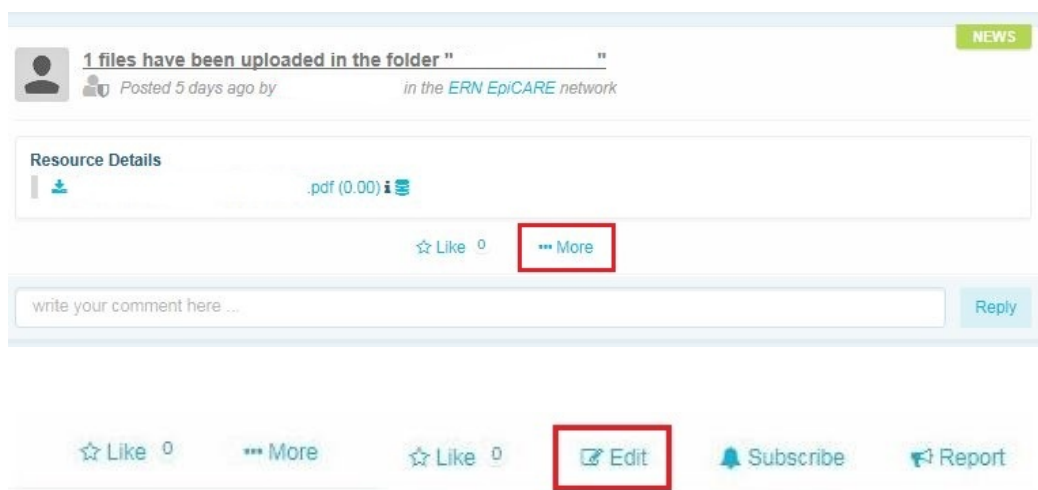 NEWS
1 files have been uploaded in the folder " "
Posted 5 days ago by in the ERN EpiCARE network
Resource Details
.pdf (0.00) i
Like 0 ••• More
write your comment here ...
Reply
Like 0 ••• More Like 0 Edit Subscribe Report